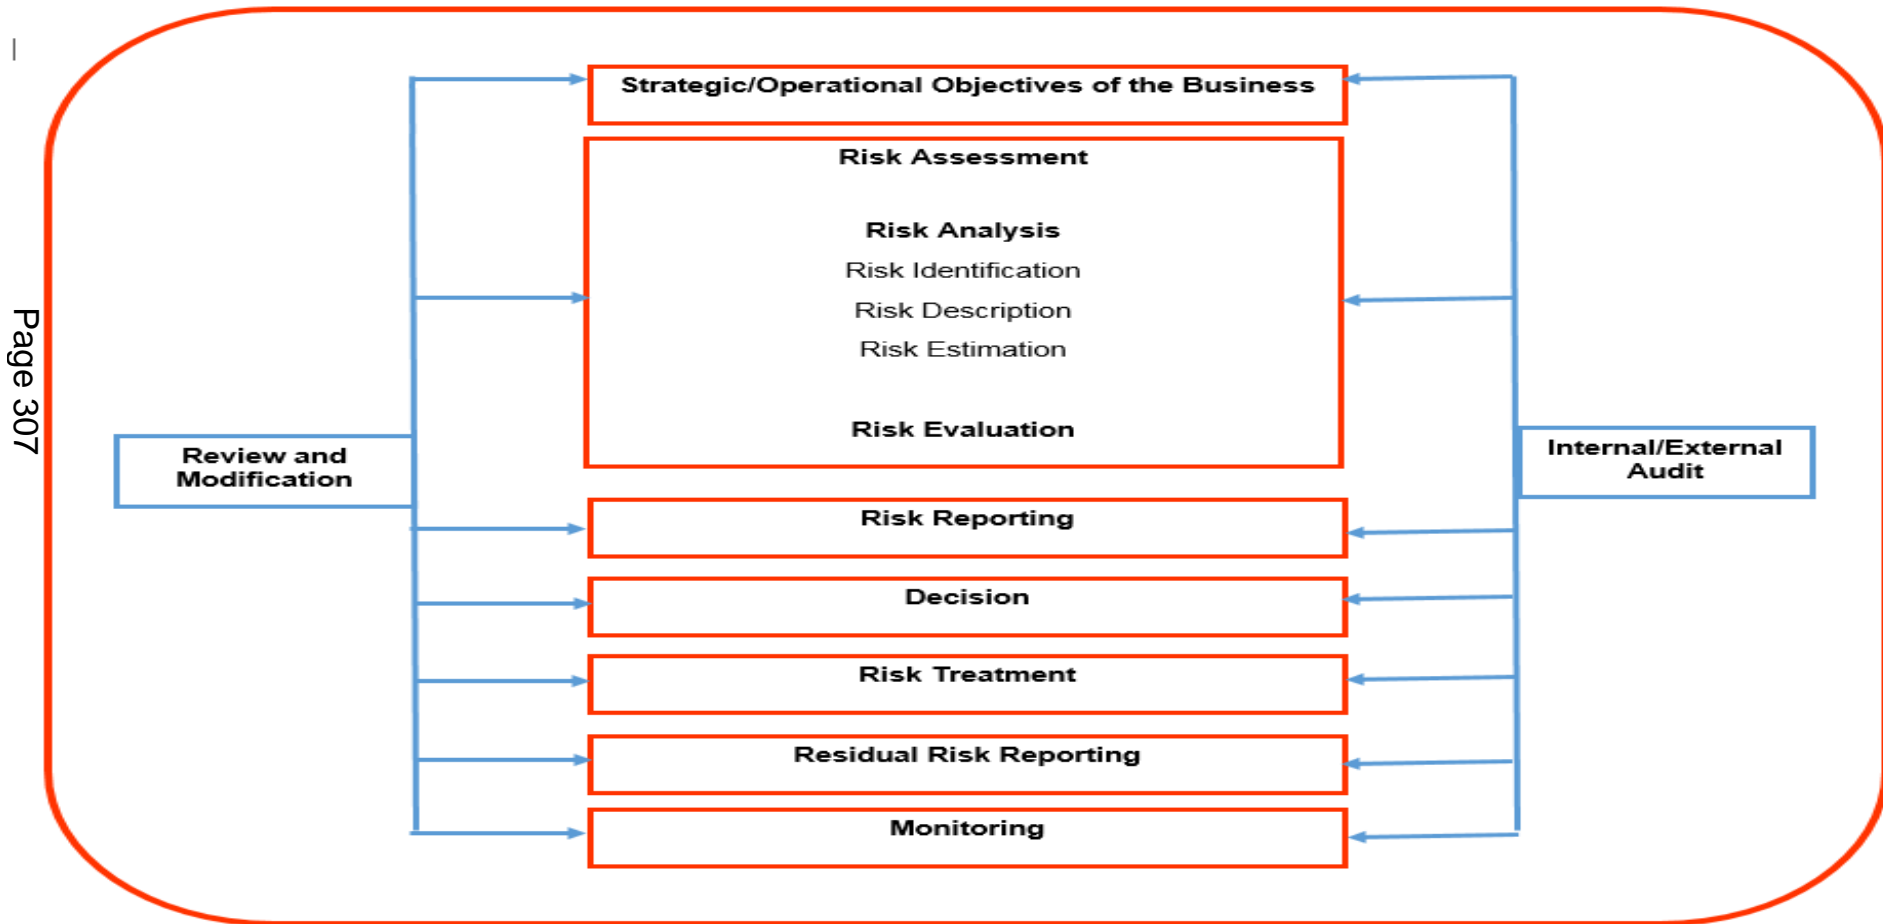 Page 307
Strategic/Operational Objectives of the Business
Risk Assessment
Risk Analysis
Risk Identification
Risk Description
Risk Estimation
Risk Evaluation
Review and
Modification
Internal/External
Audit
Risk Reporting
Decision
Risk Treatment
Residual Risk Reporting
Monitoring